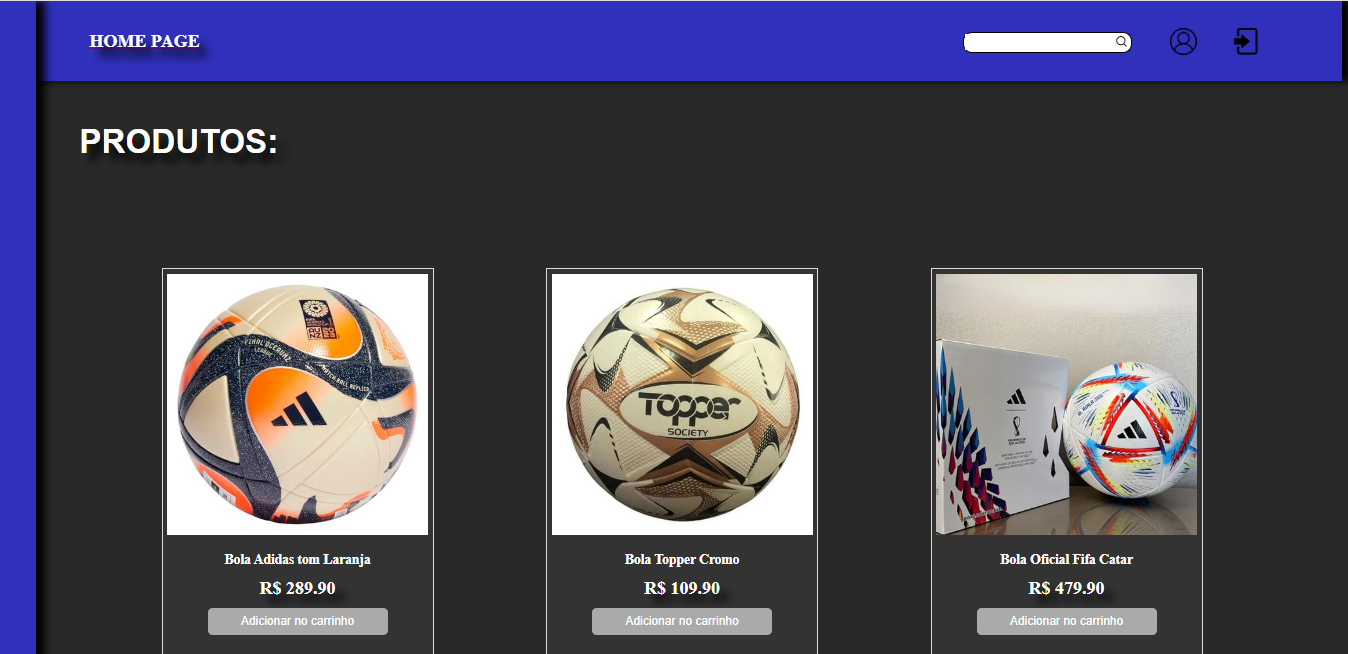 HOME PAGE
PRODUTOS:
FINAL OCEAUNZ
LEAGUE
MATCH BALL REPLICA
TOPPER
SOCIETY
Bola Adidas tom Laranja
Bola Topper Cromo
Bola Oficial Fifa Catar
R$ 289.90
R$ 109.90
R$ 479.90
Adicionar no carrinho
Adicionar no carrinho
Adicionar no carrinho